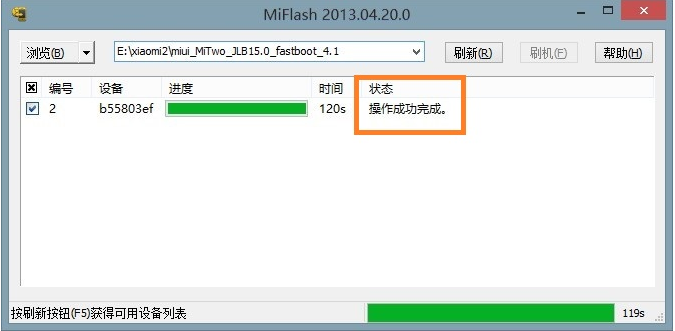 MiFlash 2013.04.20.0
浏览(B) E:\xiaomi2\miui_MiTwo_JLB15.0_fastboot_4.1 刷新(R) 刷机(F) 帮助(H)
编号 设备 进度 时间 状态
2 b55803ef 120s 操作成功完成。
按刷新按钮(F5)获得可用设备列表 119s